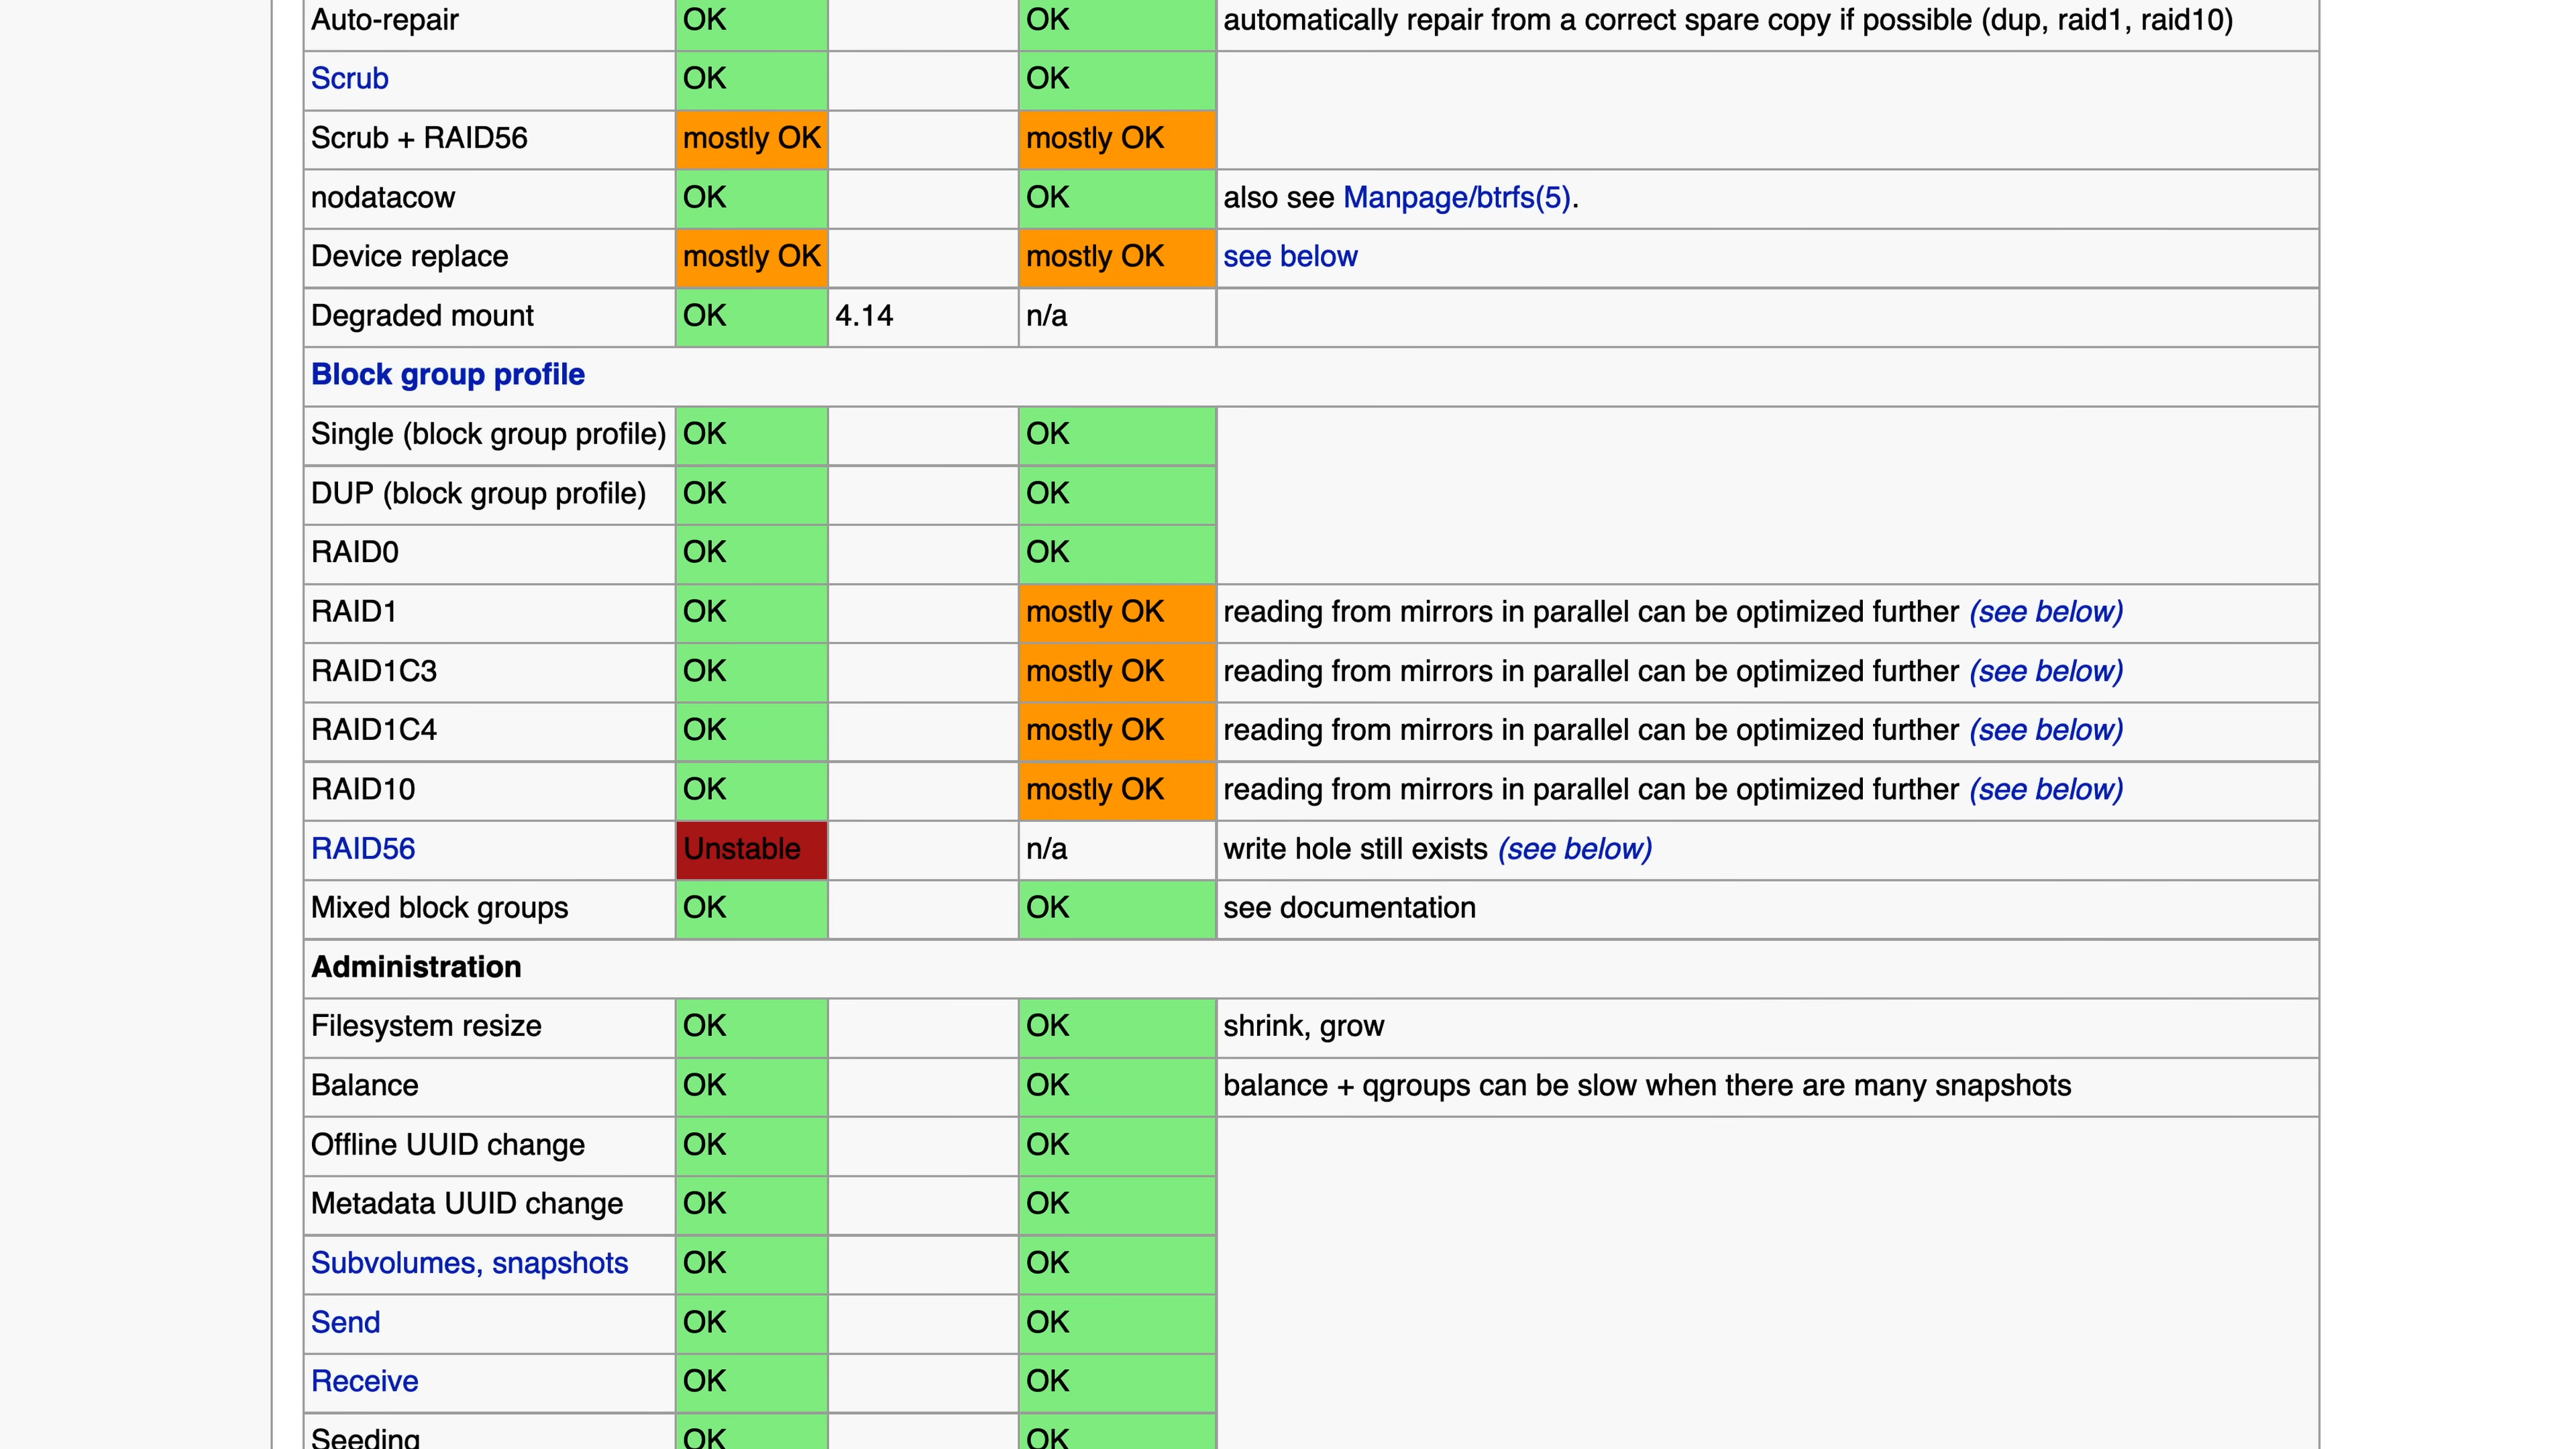 Auto-repair OK OK automatically repair from a correct spare copy if possible (dup, raid1, raid10)
Scrub OK OK
Scrub + RAID56 mostly OK mostly OK
nodatacow OK OK also see Manpage/btrfs(5).
Device replace mostly OK mostly OK see below
Degraded mount OK 4.14 n/a
Block group profile
Single (block group profile) OK OK
DUP (block group profile) OK OK
RAID0 OK OK
RAID1 OK mostly OK reading from mirrors in parallel can be optimized further (see below)
RAID1C3 OK mostly OK reading from mirrors in parallel can be optimized further (see below)
RAID1C4 OK mostly OK reading from mirrors in parallel can be optimized further (see below)
RAID10 OK mostly OK reading from mirrors in parallel can be optimized further (see below)
RAID56 Unstable n/a write hole still exists (see below)
Mixed block groups OK OK see documentation
Administration
Filesystem resize OK OK shrink, grow
Balance OK OK balance + qgroups can be slow when there are many snapshots
Offline UUID change OK OK
Metadata UUID change OK OK
Subvolumes, snapshots OK OK
Send OK OK
Receive OK OK
Seeding OK OK